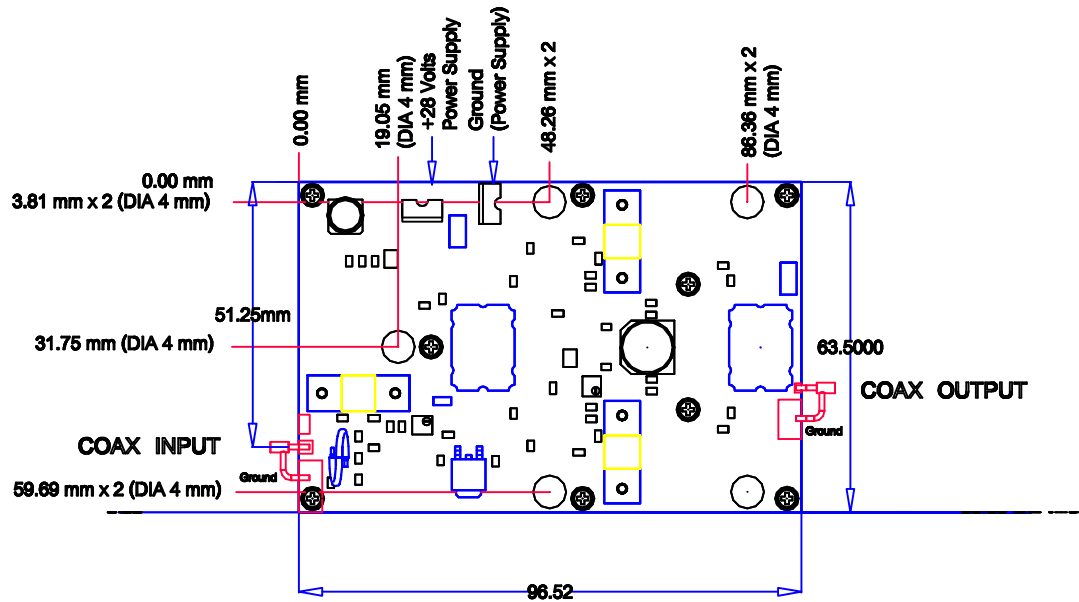 0.00 mm
19.05 mm
(DIA 4 mm)
+28 Volts
Power Supply
Ground
(Power Supply)
48.26 mm x 2
86.36 mm x 2
(DIA 4 mm)
0.00 mm
3.81 mm x 2 (DIA 4 mm)
51.25mm
31.75 mm (DIA 4 mm)
63.5000
COAX OUTPUT
Ground
COAX INPUT
Ground
59.69 mm x 2 (DIA 4 mm)
96.52